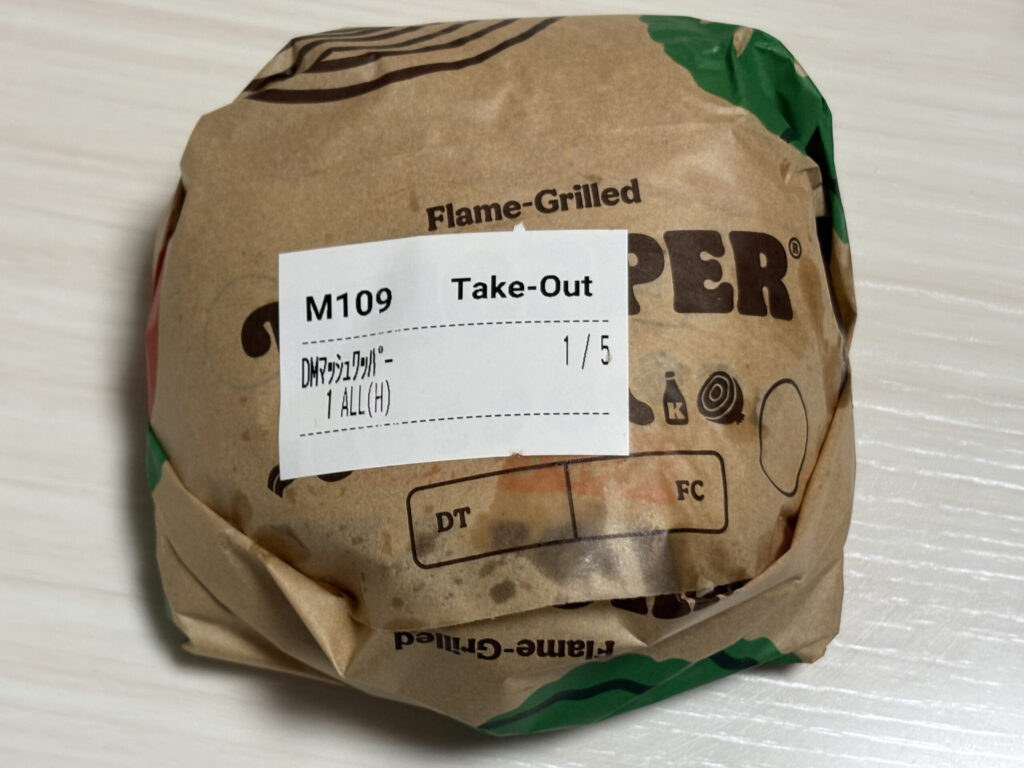 Flame-Grilled
PER®
M109 Take-Out
DMマッシュワッパー 1/5
1 ALL(H)
K
DT FC
Flame-Grilled